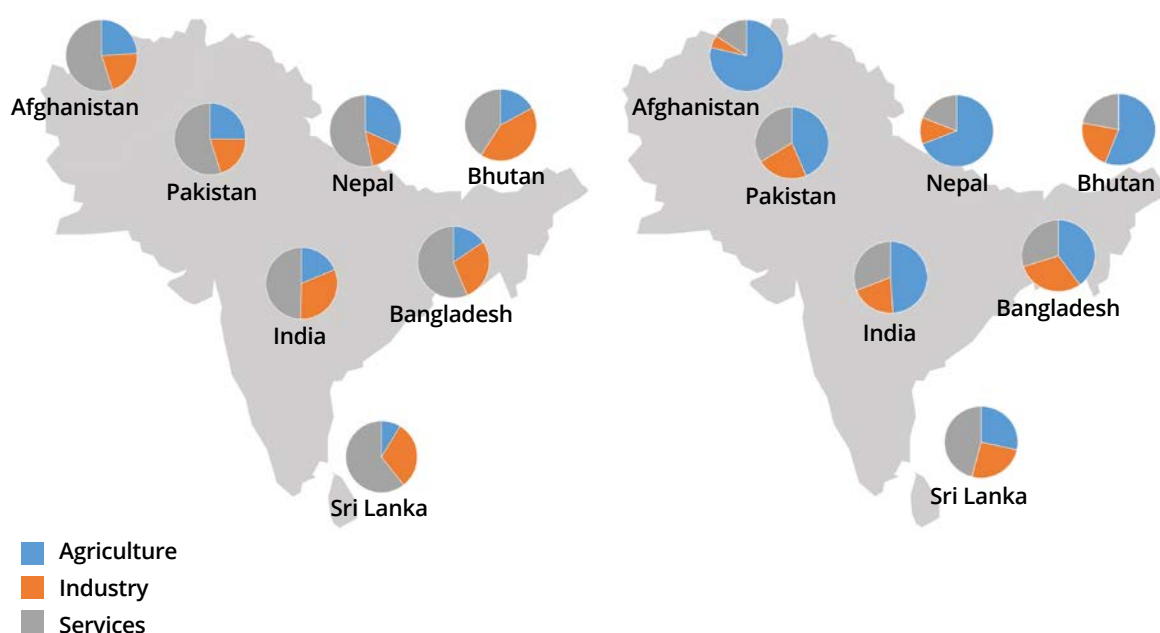 Afghanistan
Pakistan
Nepal
Bhutan
India
Bangladesh
Sri Lanka
Afghanistan
Pakistan
Nepal
Bhutan
India
Bangladesh
Sri Lanka
Agriculture
Industry
Services